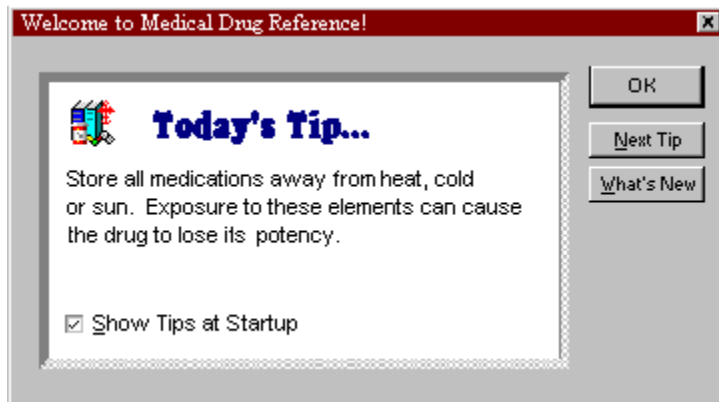 Welcome to Medical Drug Reference!
OK
Today's Tip...
Next Tip
Store all medications away from heat, cold
What's New
or sun. Exposure to these elements can cause
the drug to lose its potency.
Show Tips at Startup